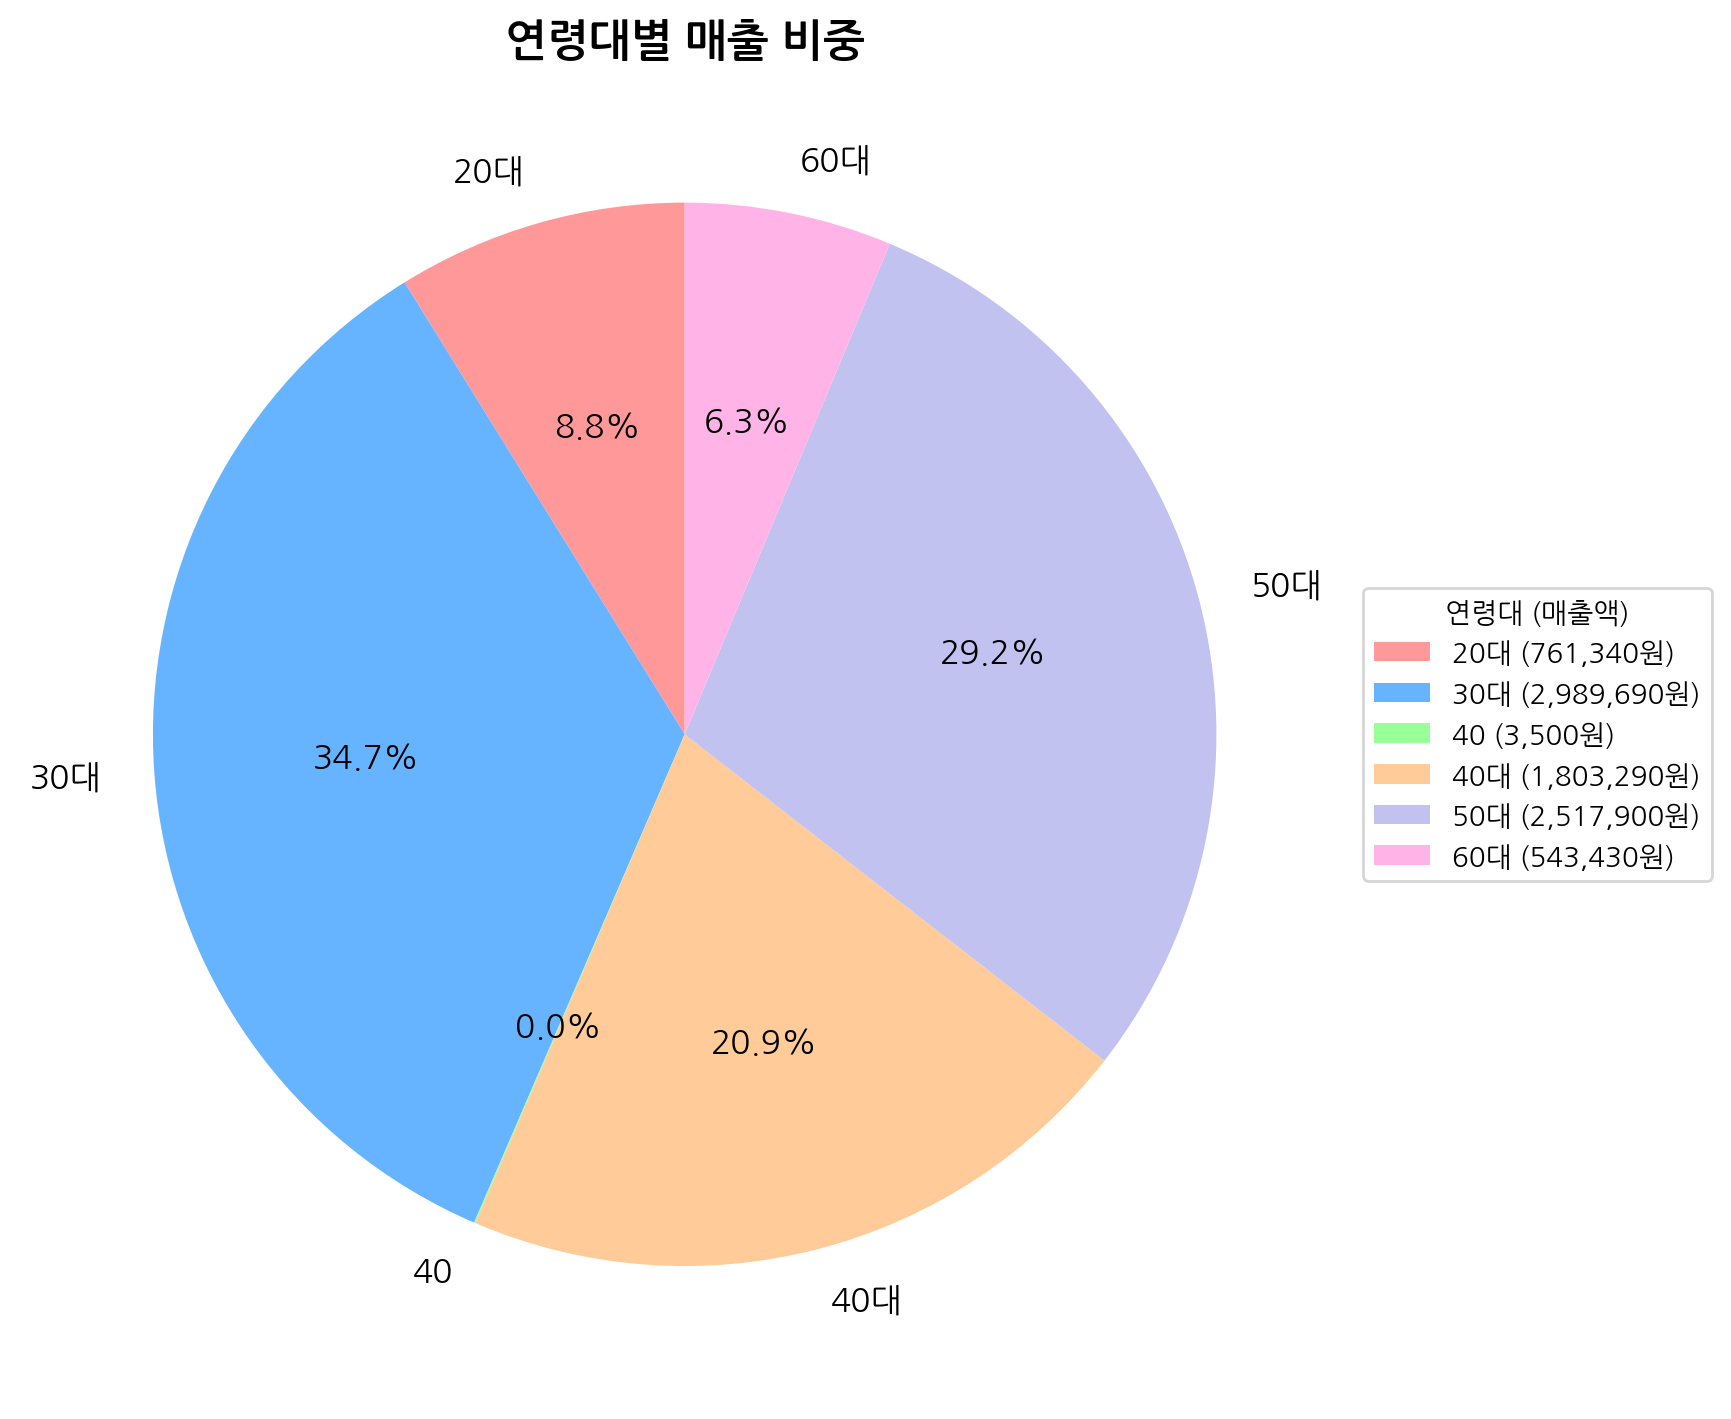 연령대별 매출 비중
20대
60대
8.8%
6.3%
50대
29.2%
30대
34.7%
0.0%
20.9%
40
40대
연령대 (매출액)
20대 (761,340원)
30대 (2,989,690원)
40 (3,500원)
40대 (1,803,290원)
50대 (2,517,900원)
60대 (543,430원)